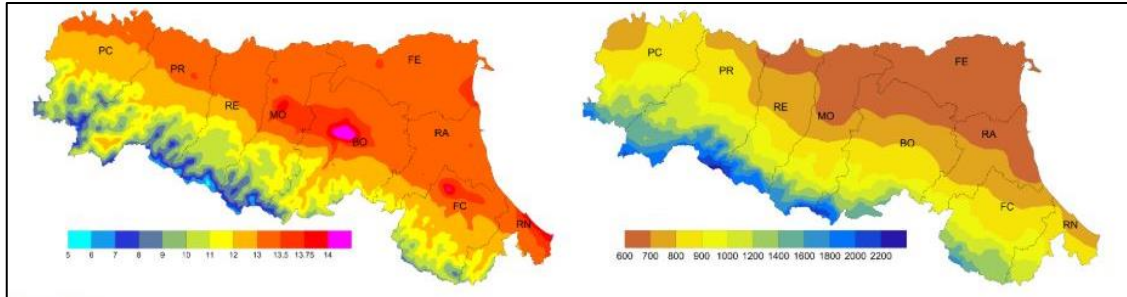 PC
PR
RE
MO
BO
FE
RA
FC
RN
5 6 7 8 9 10 11 12 13 13.5 13.75 14
PC
PR
RE
MO
BO
FE
RA
FC
RN
600 700 800 900 1000 1200 1400 1600 1800 2000 2200